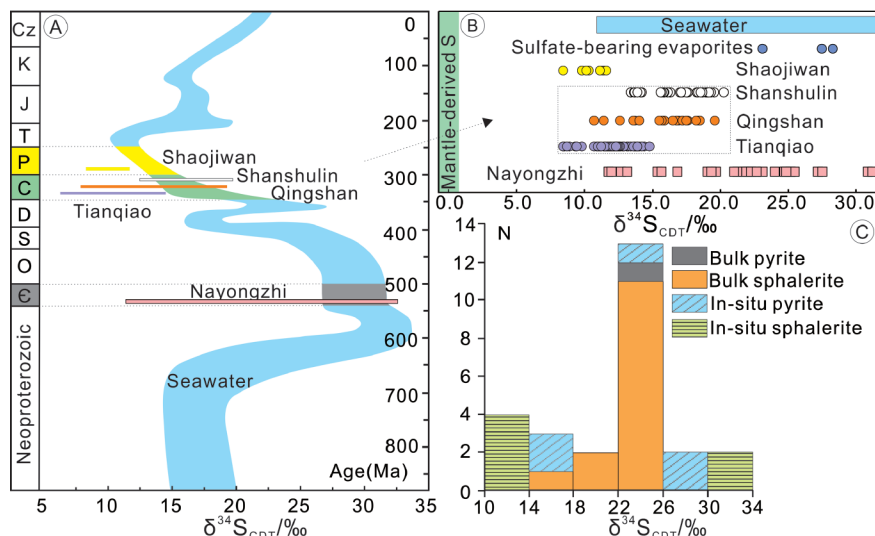 A
Cz
K
J
T
P
C
D
S
O
Є
Neoproterozoic
0
100
200
300
400
500
600
700
800
Age(Ma)
Shaojiwan
Shanshulin
Qingshan
Tianqiao
Nayongzhi
Seawater
5
10
15
20
25
30
35
δ³⁴S_CDT/‰
B
Mantle-derived S
Seawater
Sulfate-bearing evaporites
Shaojiwan
Shanshulin
Qingshan
Tianqiao
Nayongzhi
0.0
5.0
10.0
15.0
20.0
25.0
30.0
δ³⁴S_CDT/‰
C
N
14
12
10
8
6
4
2
0
Bulk pyrite
Bulk sphalerite
In-situ pyrite
In-situ sphalerite
10
14
18
22
26
30
34
δ³⁴S_CDT/‰